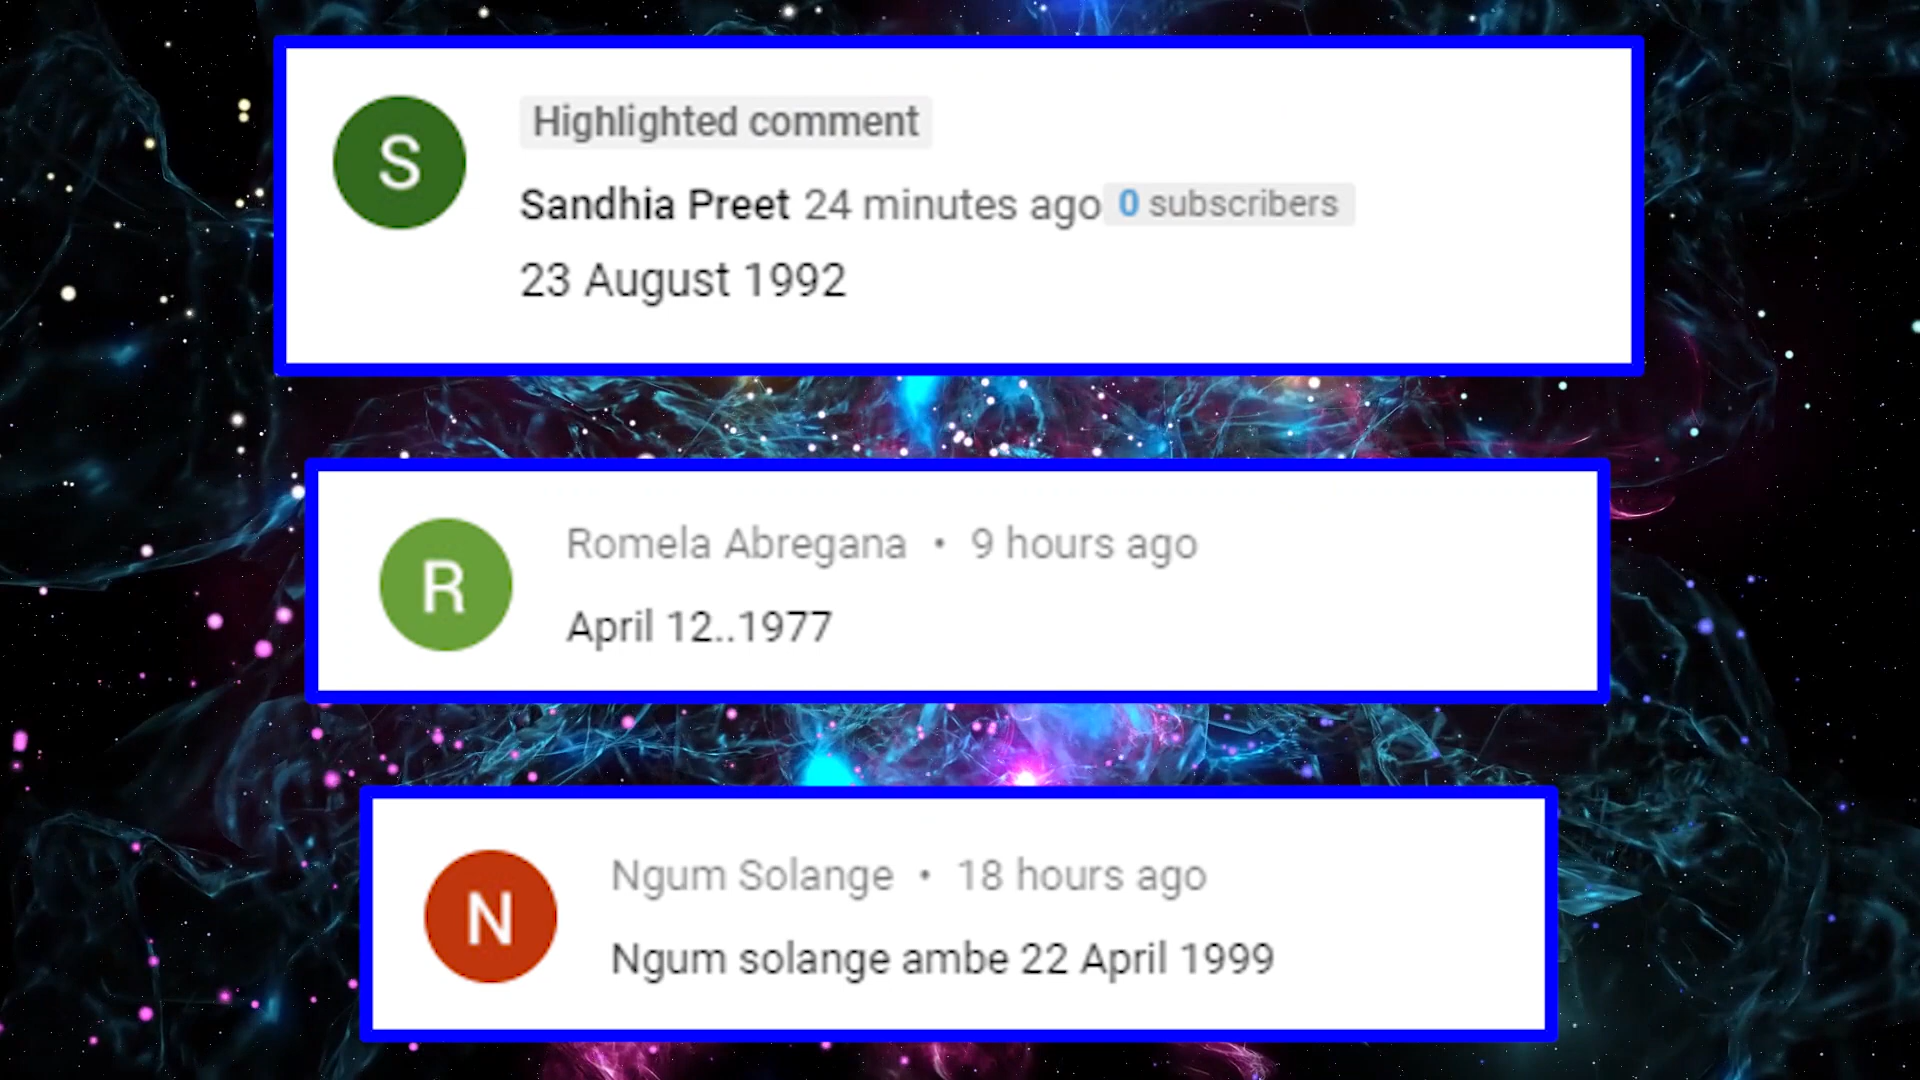 S
Highlighted comment
Sandhia Preet 24 minutes ago 0 subscribers
23 August 1992
R
Romela Abregana • 9 hours ago
April 12..1977
N
Ngum Solange • 18 hours ago
Ngum solange ambe 22 April 1999